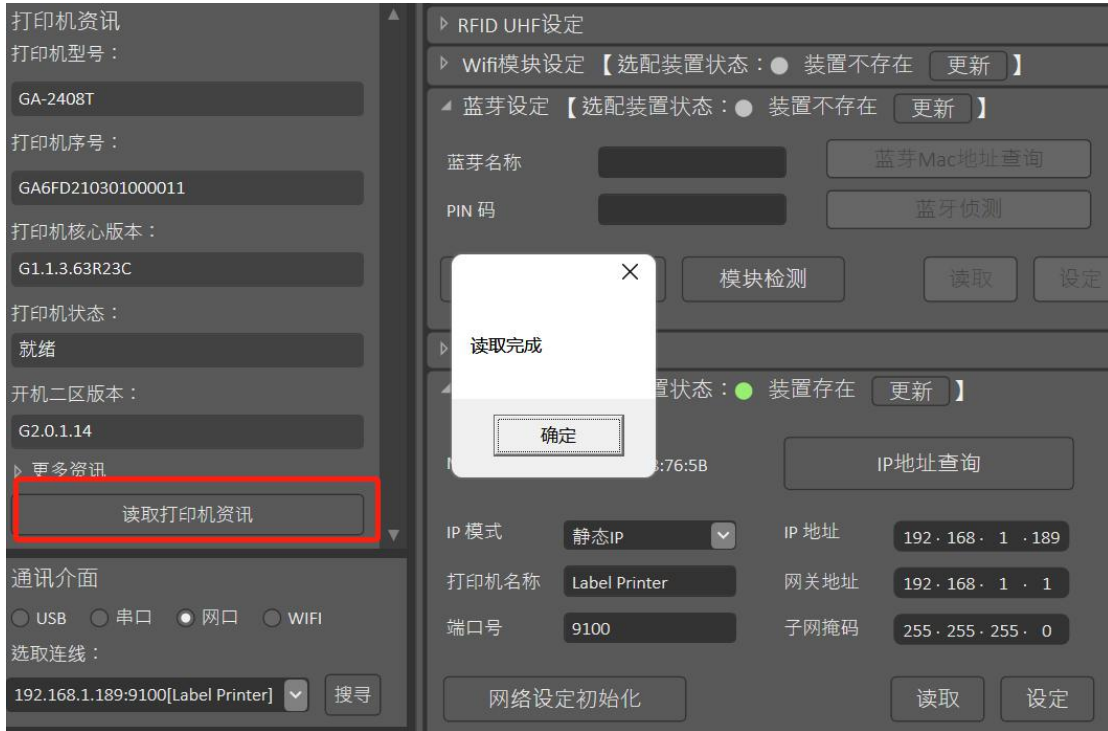 打印机资讯
打印机型号：
GA-2408T
打印机序号：
GA6FD210301000011
打印机核心版本：
G1.1.3.63R23C
打印机状态：
就绪
开机二区版本：
G2.0.1.14
更多资讯
读取打印机资讯
通讯介面
USB 串口 网口 WIFI
选取连线：
192.168.1.189:9100[Label Printer] 搜寻
RFID UHF设定
Wifi模块设定 【选配装置状态：● 装置不存在 更新 】
蓝芽设定 【选配装置状态：● 装置不存在 更新 】
蓝芽名称 蓝芽Mac地址查询
PIN 码 蓝牙侦测
模块检测 读取 设定
读取完成
确定
置状态：● 装置存在 更新 】
:76:5B IP地址查询
IP 模式 静态IP IP 地址 192 . 168 . 1 . 189
打印机名称 Label Printer 网关地址 192 . 168 . 1 . 1
端口号 9100 子网掩码 255 . 255 . 255 . 0
网络设定初始化 读取 设定